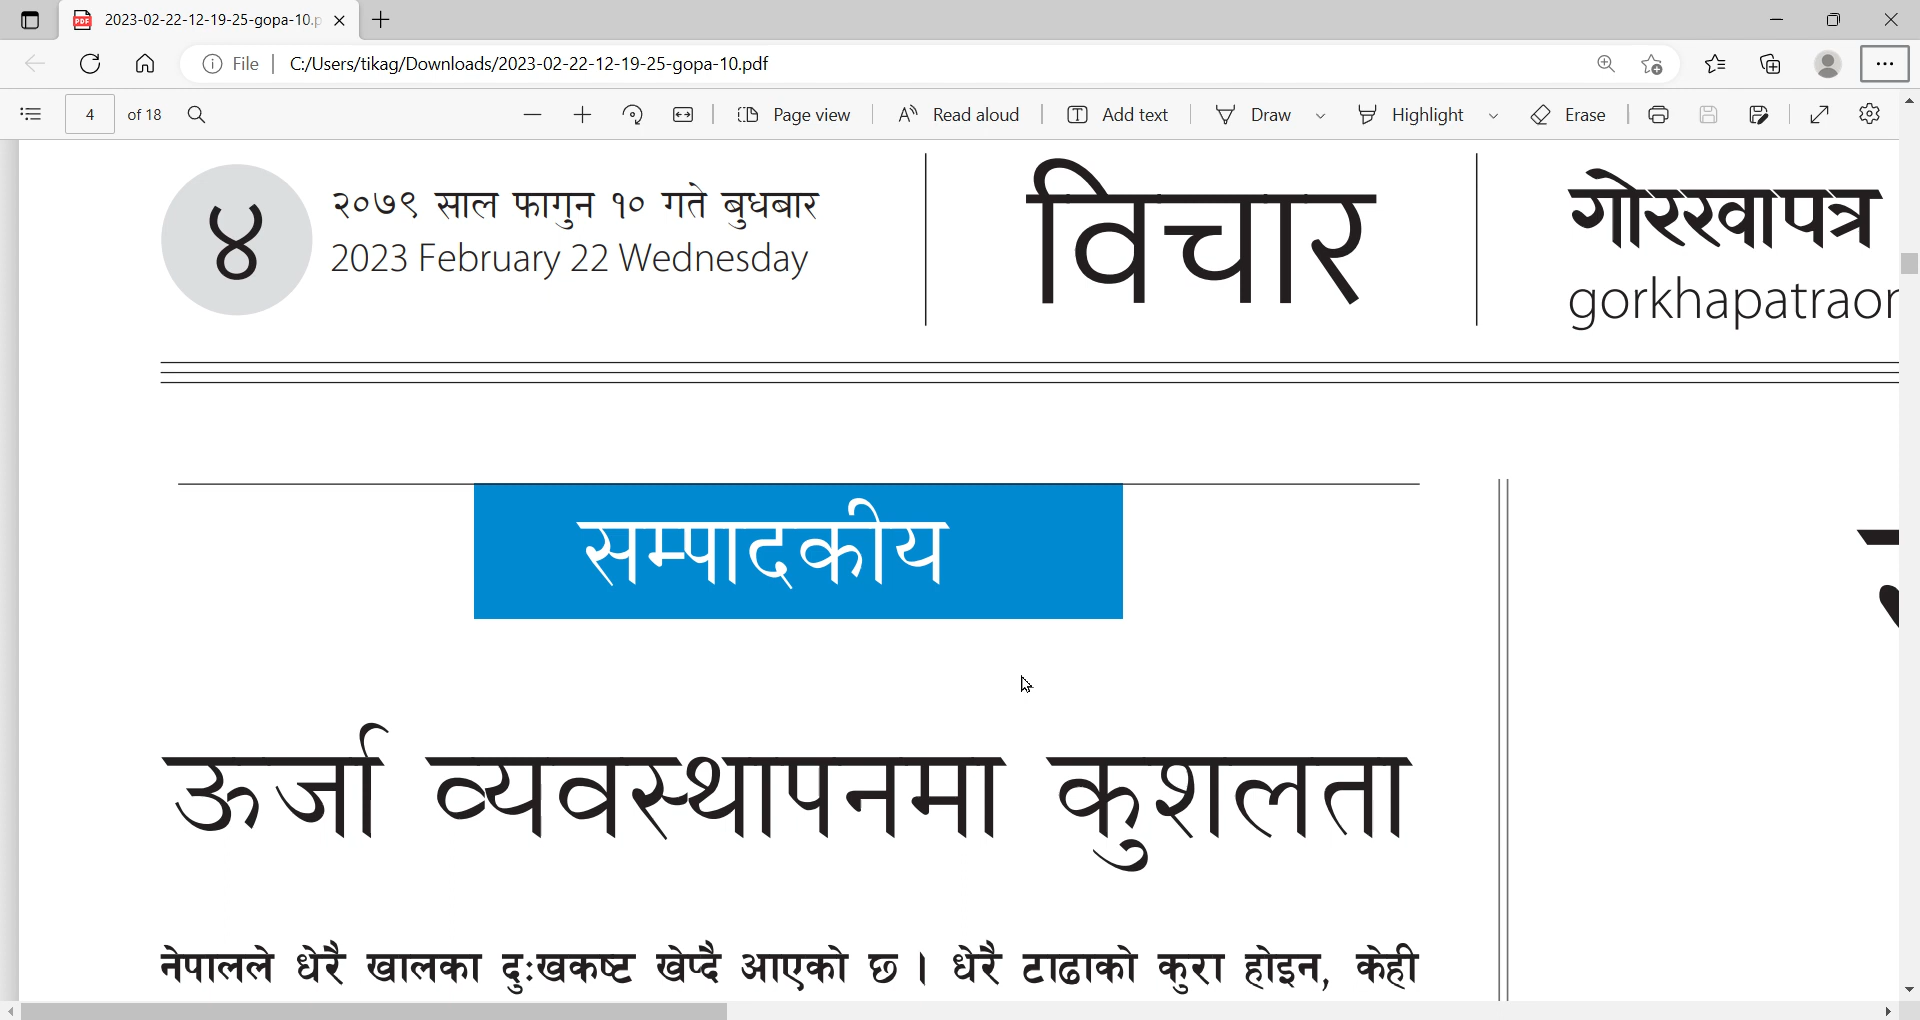 2023-02-22-12-19-25-gopa-10.p
File
C:/Users/tikag/Downloads/2023-02-22-12-19-25-gopa-10.pdf
4 of 18
Page view
Read aloud
Add text
Draw
Highlight
Erase
४
२०७९ साल फागुन १० गते बुधबार
2023 February 22 Wednesday
विचार
गोरखापत्र
gorkhapatraor
सम्पादकीय
ऊर्जा व्यवस्थापनमा कुशलता
नेपालले धेरै खालका दुःखकष्ट खेप्दै आएको छ । धेरै टाढाको कुरा होइन, केही